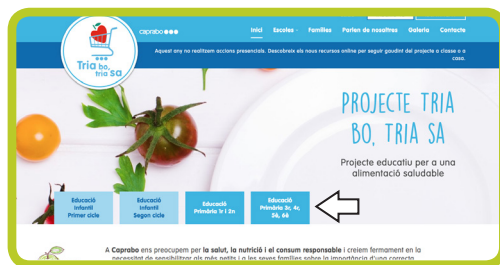 caprabo
Inici Escoles Famílies Parlen de nosaltres Galeria Contacte
Aquest any no realitzem accions presencials. Descobreix els nous recursos online per seguir gaudint del projecte a classe o a
casa.
Tria bo,
tria sa
PROJECTE TRIA
BO, TRIA SA
Projecte educatiu per a una
alimentació saludable
Educació
Infantil
Primer cicle
Educació
Infantil
Segon cicle
Educació
Primària 1r i 2n
Educació
Primària 3r, 4t,
5è, 6è
A Caprabo ens preocupem per la salut, la nutrició i el consum responsable i creiem fermament en la
necessitat de sensibilitzar als més petits i a les seves famílies sobre la importància d'una correcta